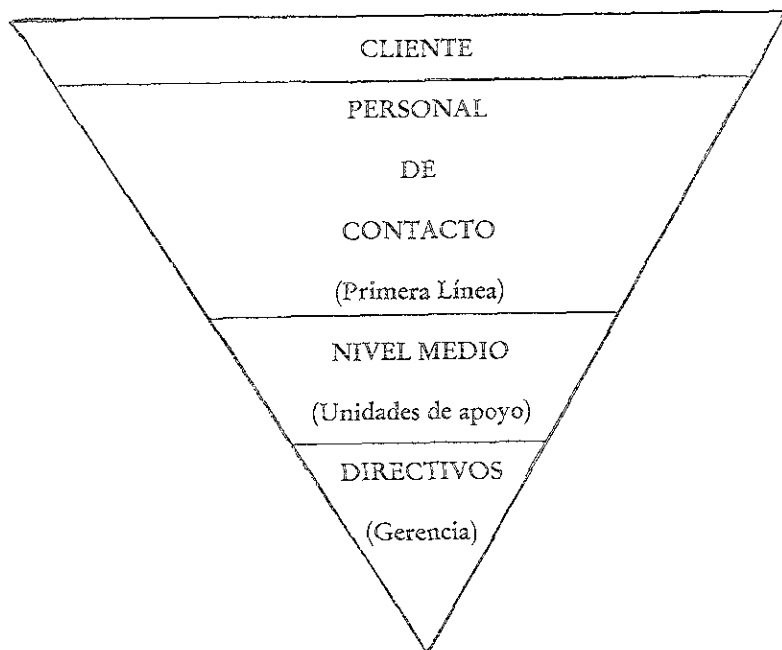 CLIENTE
PERSONAL
DE
CONTACTO
(Primera Línea)
NIVEL MEDIO
(Unidades de apoyo)
DIRECTIVOS
(Gerencia)